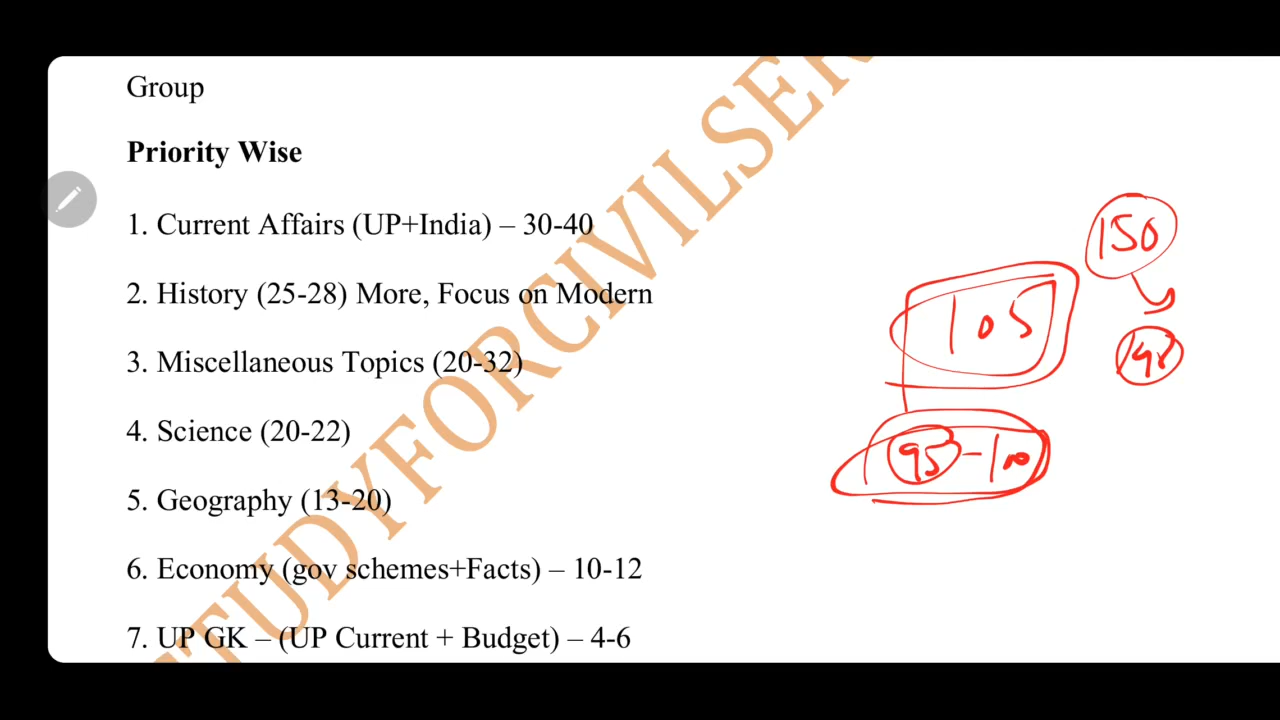 Group
Priority Wise
1. Current Affairs (UP+India) – 30-40
2. History (25-28) More, Focus on Modern
3. Miscellaneous Topics (20-32)
4. Science (20-22)
5. Geography (13-20)
6. Economy (gov schemes+Facts) – 10-12
7. UP GK – (UP Current + Budget) – 4-6
STUDYFORCIVILSER
150
105
95-100